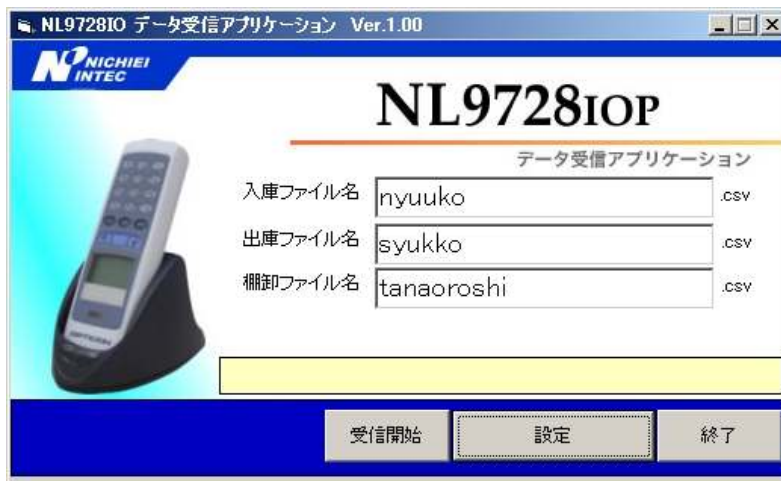 NL9728IO データ受信アプリケーション Ver.1.00
NICHIEI
INTEC
NL9728IOP
データ受信アプリケーション
入庫ファイル名 nyuuko .csv
出庫ファイル名 syukko .csv
棚卸ファイル名 tanaoroshi .csv
OPTICON
受信開始 設定 終了